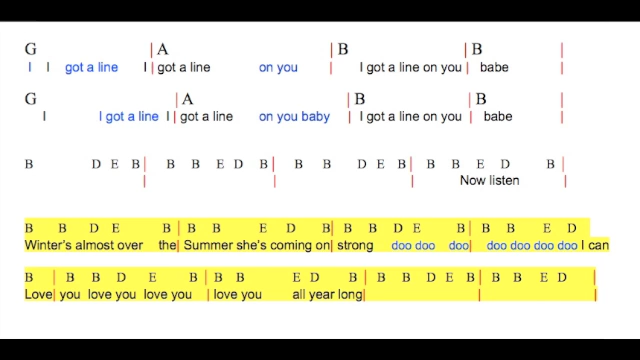 G | A | B | B |
I I got a line I | got a line on you | I got a line on you | babe |
G | A | B | B |
I I got a line I | got a line on you baby | I got a line on you | babe |
B D E B | B B E D B | B B D E B | B B E D B |
| | | Now listen |
B B D E B | B B E D B | B B D E B | B B E D
Winter's almost over the | Summer she's coming on | strong doo doo doo | doo doo doo doo I can
B | B B D E B | B B E D B | B B D E B | B B E D |
Love | you love you love you | love you all year long | | |